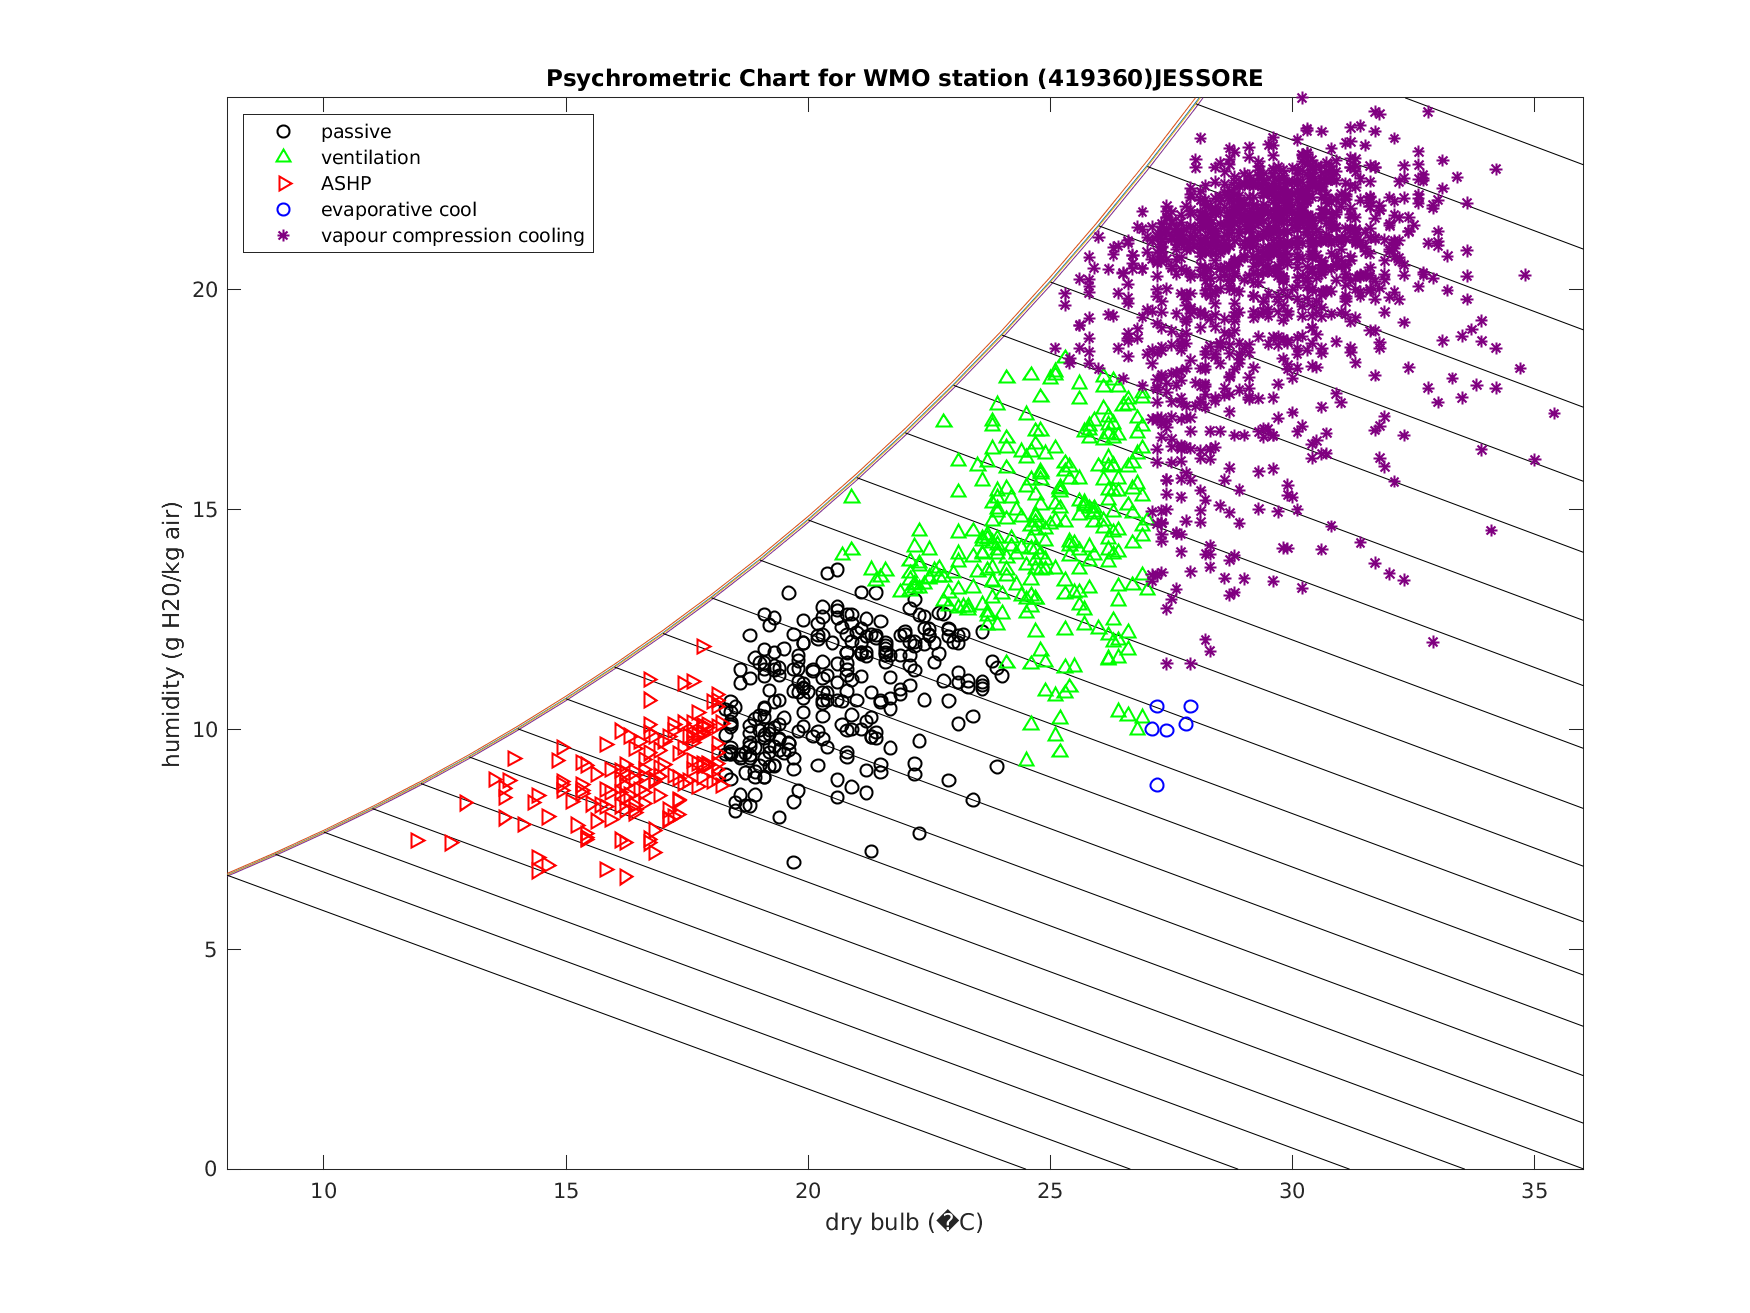 Psychrometric Chart for WMO station (419360)JESSORE
passive
ventilation
ASHP
evaporative cool
vapour compression cooling
humidity (g H20/kg air)
20
15
10
5
0
10 15 20 25 30 35
dry bulb (�C)